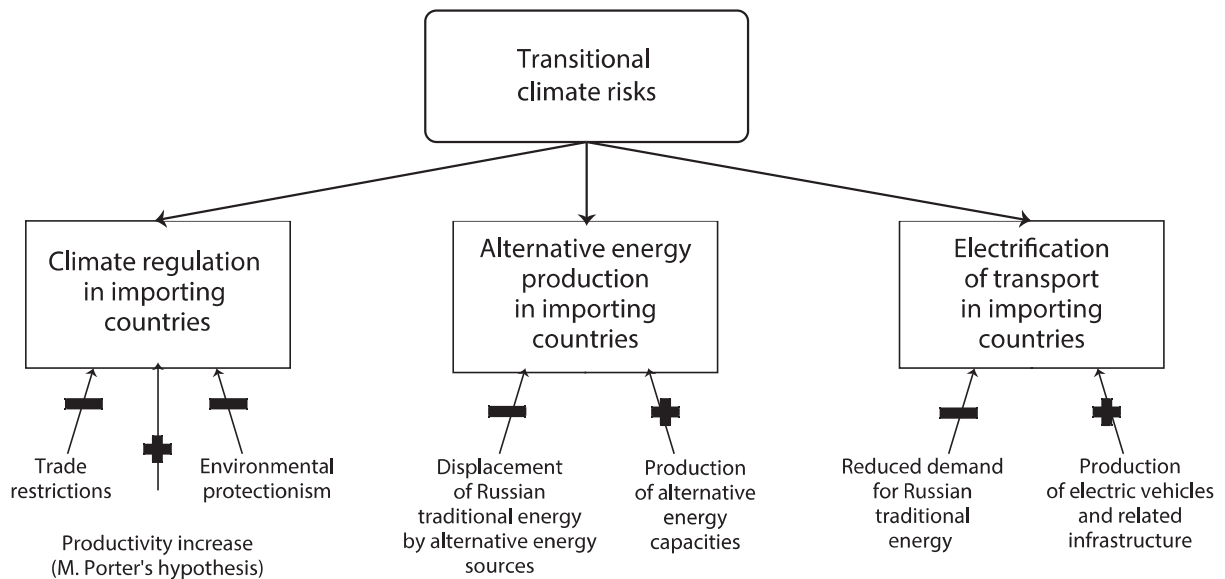 Transitional
climate risks
Climate regulation
in importing
countries
Alternative energy
production
in importing
countries
Electrification
of transport
in importing
countries
Trade
restrictions
Environmental
protectionism
Productivity increase
(M. Porter's hypothesis)
Displacement
of Russian
traditional energy
by alternative energy
sources
Production
of alternative
energy
capacities
Reduced demand
for Russian
traditional
energy
Production
of electric vehicles
and related
infrastructure